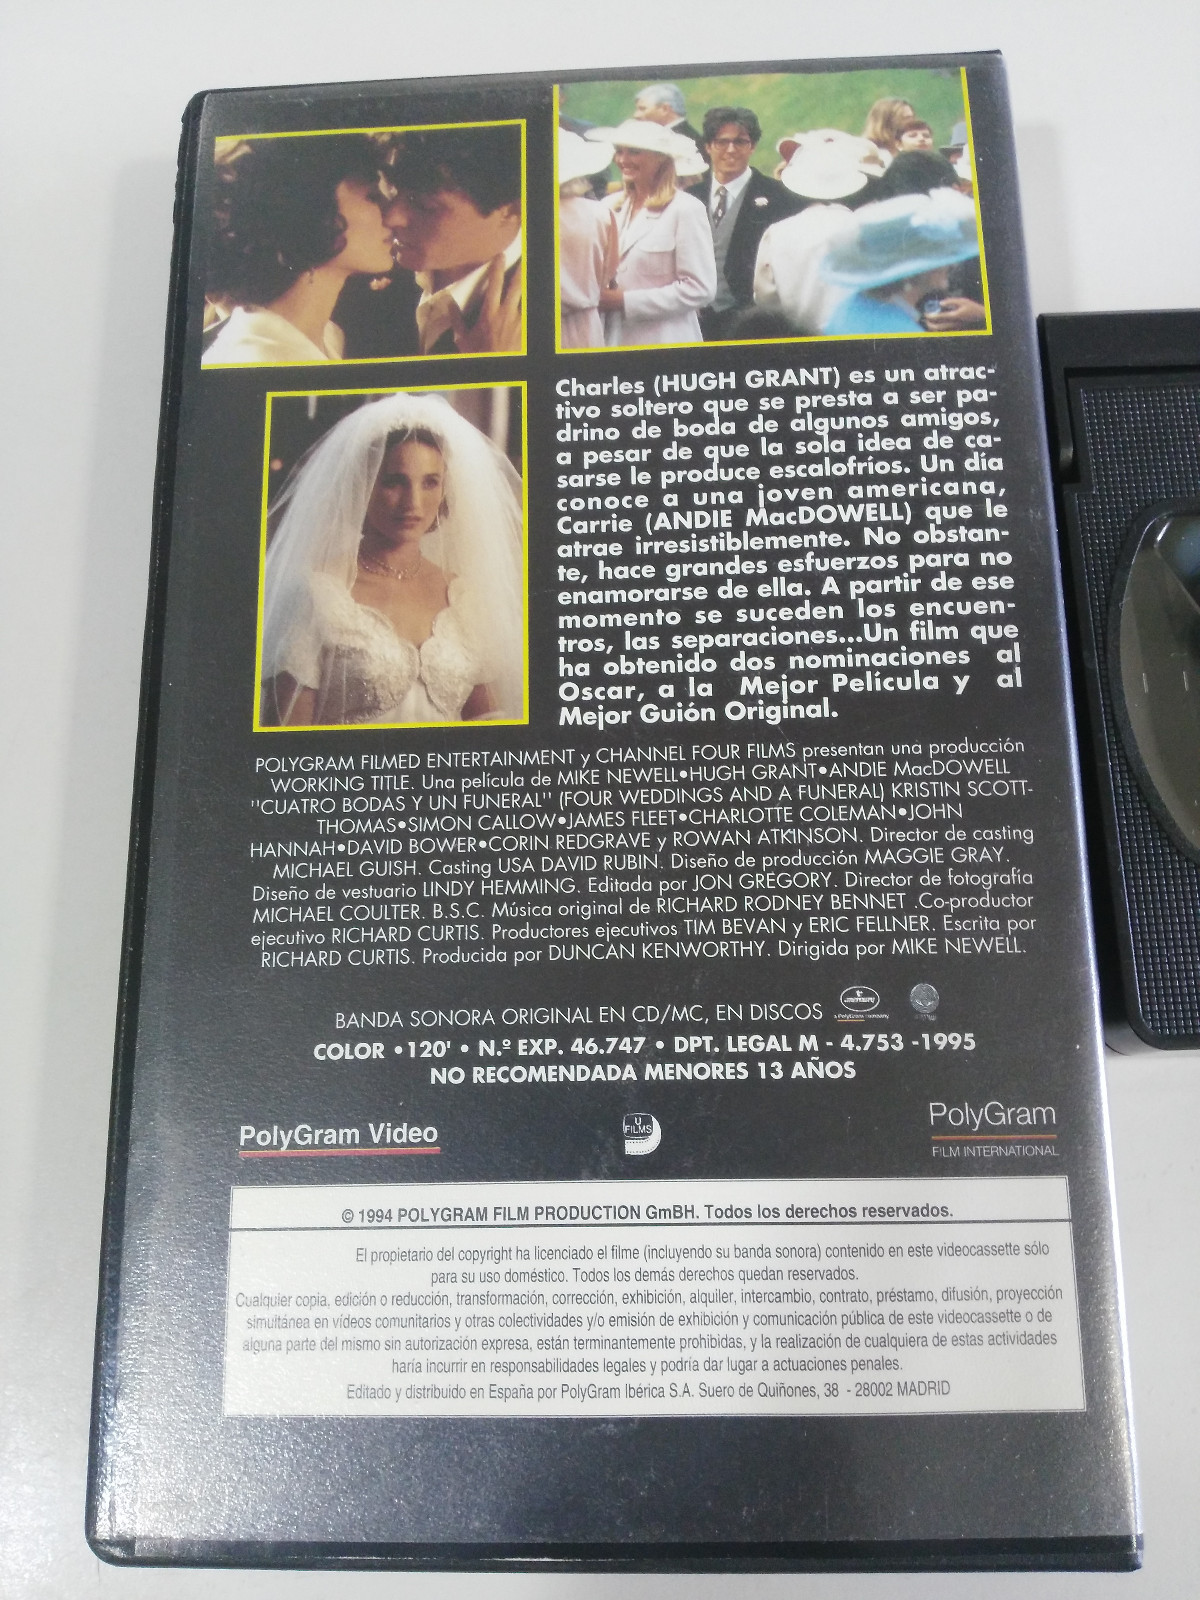 Charles (HUGH GRANT) es un atrac-
tivo soltero que se presta a ser pa-
drino de boda de algunos amigos,
a pesar de que la sola idea de ca-
sarse le produce escalofríos. Un día
conoce a una joven americana,
Carrie (ANDIE MacDOWELL) que le
atrae irresistiblemente. No obstan-
te, hace grandes esfuerzos para no
enamorarse de ella. A partir de ese
momento se suceden los encuen-
tros, las separaciones...Un film que
ha obtenido dos nominaciones al
Oscar, a la Mejor Película y al
Mejor Guión Original.
POLYGRAM FILMED ENTERTAINMENT y CHANNEL FOUR FILMS presentan una producción
WORKING TITLE. Una película de MIKE NEWELL•HUGH GRANT•ANDIE MacDOWELL
"CUATRO BODAS Y UN FUNERAL" (FOUR WEDDINGS AND A FUNERAL) KRISTIN SCOTT-
THOMAS•SIMON CALLOW•JAMES FLEET•CHARLOTTE COLEMAN•JOHN
HANNAH•DAVID BOWER•CORIN REDGRAVE y ROWAN ATKINSON. Director de casting
MICHAEL GUISH. Casting USA DAVID RUBIN. Diseño de producción MAGGIE GRAY.
Diseño de vestuario LINDY HEMMING. Editada por JON GREGORY. Director de fotografía
MICHAEL COULTER. B.S.C. Música original de RICHARD RODNEY BENNET .Co-productor
ejecutivo RICHARD CURTIS. Productores ejecutivos TIM BEVAN y ERIC FELLNER. Escrita por
RICHARD CURTIS. Producida por DUNCAN KENWORTHY. Dirigida por MIKE NEWELL.
BANDA SONORA ORIGINAL EN CD/MC, EN DISCOS
mercury
a PolyGram company
COLOR • 120' • N.º EXP. 46.747 • DPT. LEGAL M - 4.753 -1995
NO RECOMENDADA MENORES 13 AÑOS
PolyGram Video
U
FILMS
PolyGram
FILM INTERNATIONAL
© 1994 POLYGRAM FILM PRODUCTION GmBH. Todos los derechos reservados.
El propietario del copyright ha licenciado el filme (incluyendo su banda sonora) contenido en este videocassette sólo
para su uso doméstico. Todos los demás derechos quedan reservados.
Cualquier copia, edición o reducción, transformación, corrección, exhibición, alquiler, intercambio, contrato, préstamo, difusión, proyección
simultánea en vídeos comunitarios y otras colectividades y/o emisión de exhibición y comunicación pública de este videocassette o de
alguna parte del mismo sin autorización expresa, están terminantemente prohibidas, y la realización de cualquiera de estas actividades
haría incurrir en responsabilidades legales y podría dar lugar a actuaciones penales.
Editado y distribuido en España por PolyGram Ibérica S.A. Suero de Quiñones, 38 - 28002 MADRID